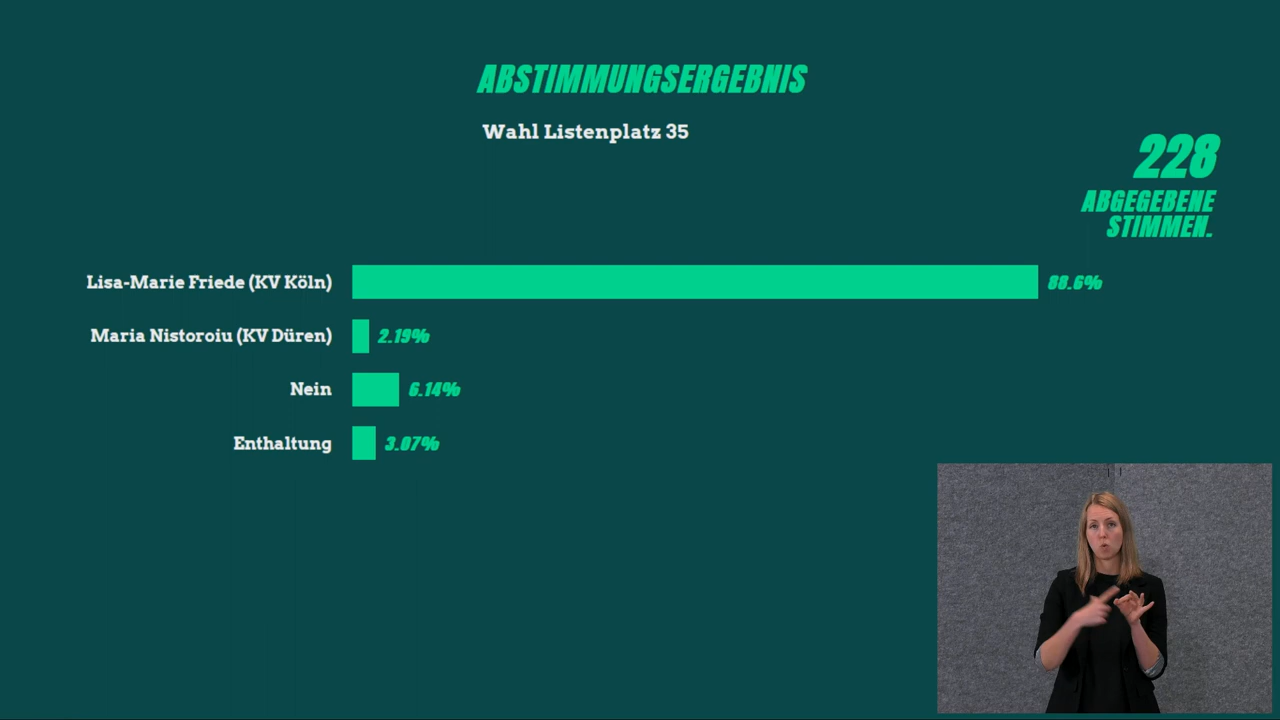 ABSTIMMUNGSERGEBNIS
Wahl Listenplatz 35
228
ABGEGEBENE
STIMMEN.
Lisa-Marie Friede (KV Köln) 88.6%
Maria Nistoroiu (KV Düren) 2.19%
Nein 6.14%
Enthaltung 3.07%